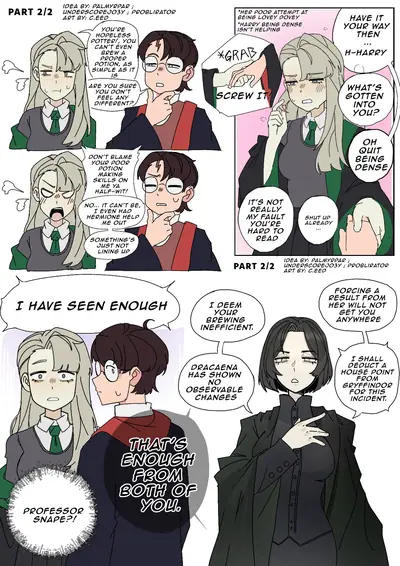 PART 2/2
IDEA BY: PALMYRPAR ;
UNDERSCOREJO3Y ; PROBLIRATOR
ART BY: C.EED
YOU'RE
HOPELESS
POTTER!, YOU
CAN'T EVEN
BREW A
PROPER
POTION, AS
SIMPLE AS IT
IS
ARE YOU SURE
YOU DON'T
FEEL ANY
DIFFERENT?
DON'T BLAME
YOUR POOR
POTION
MAKING
SKILLS ON
ME YA
HALF-WIT!
NO... IT CAN'T BE,
I EVEN HAD
HERMIONE HELP
ME OUT
SOMETHING'S
JUST NOT
LINING UP
*HER POOR ATTEMPT AT
BEING LOVEY DOVEY
*HARRY BEING DENSE
ISN'T HELPING
*GRAB
SCREW IT
HAVE IT
YOUR WAY
THEN
...
H-HARRY
WHAT'S
GOTTEN
INTO
YOU?
OH
QUIT
BEING
DENSE
IT'S NOT
REALLY
MY FAULT
YOU'RE
HARD TO
READ
SHUT UP
ALREADY
...
PART 2/2
IDEA BY: PALMYRPAR ;
UNDERSCOREJO3Y ; PROBLIRATOR
ART BY: C.EED
I HAVE SEEN ENOUGH
PROFESSOR
SNAPE?!
THAT'S
ENOUGH
FROM
BOTH OF
YOU.
I DEEM
YOUR
BREWING
INEFFICIENT.
DRACAENA
HAS SHOWN
NO
OBSERVABLE
CHANGES
FORCING A
RESULT FROM
HER WILL NOT
GET YOU
ANYWHERE
I SHALL
DEDUCT A
HOUSE POINT
FROM
GRYFFINDOR
FOR THIS
INCIDENT.